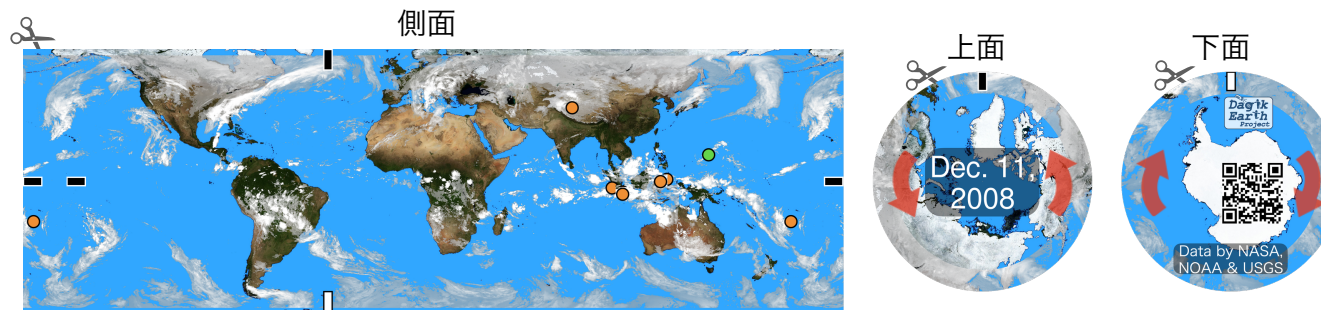 側面
上面
下面
Dec. 11,
2008
Dagik
Earth
Project
Data by NASA,
NOAA & USGS